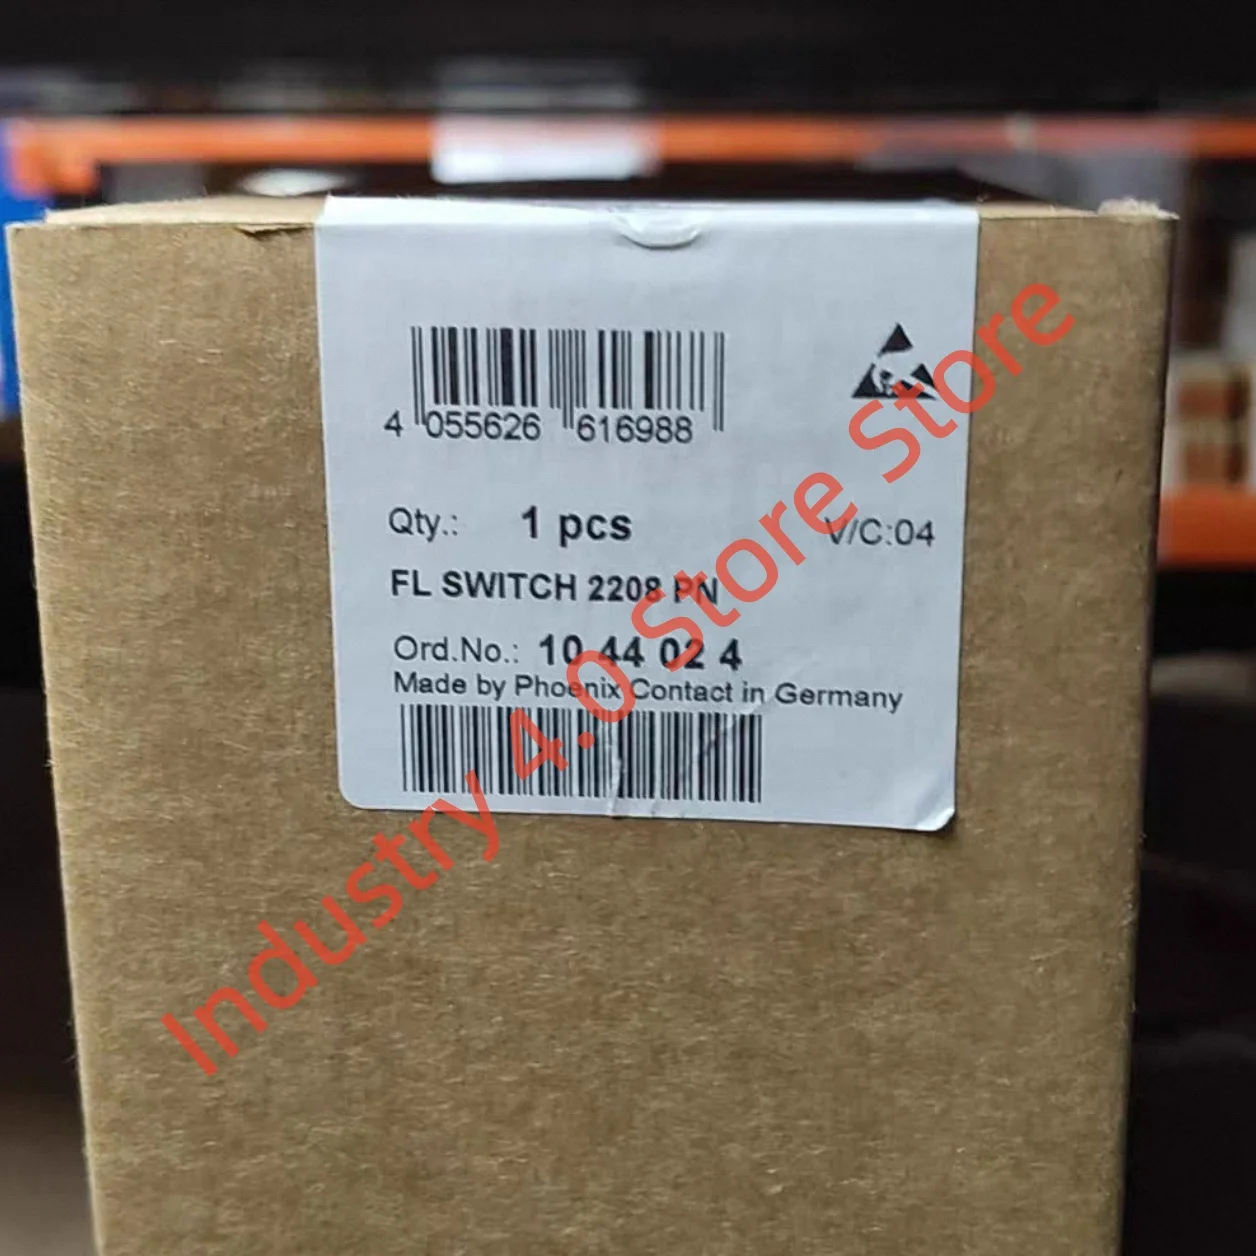 4 055626 616988
Qty.: 1 pcs V/C:04
FL SWITCH 2208 PN
Ord.No.: 10 44 02 4
Made by Phoenix Contact in Germany
Industry 4.0 Store Store